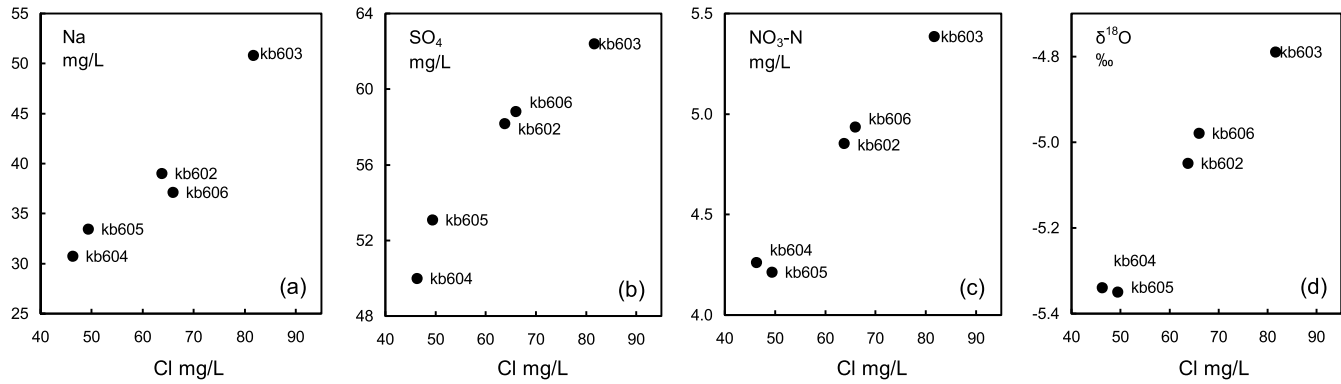 55
50
45
40
35
30
25
Na
mg/L
kb603
kb602
kb606
kb605
kb604
(a)
40 50 60 70 80 90
Cl mg/L
64
60
56
52
48
SO₄
mg/L
kb603
kb606
kb602
kb605
kb604
(b)
40 50 60 70 80 90
Cl mg/L
5.5
5.0
4.5
4.0
NO₃-N
mg/L
kb603
kb606
kb602
kb604
kb605
(c)
40 50 60 70 80 90
Cl mg/L
-4.8
-5.0
-5.2
-5.4
δ¹⁸O
‰
kb603
kb606
kb602
kb604
kb605
(d)
40 50 60 70 80 90
Cl mg/L